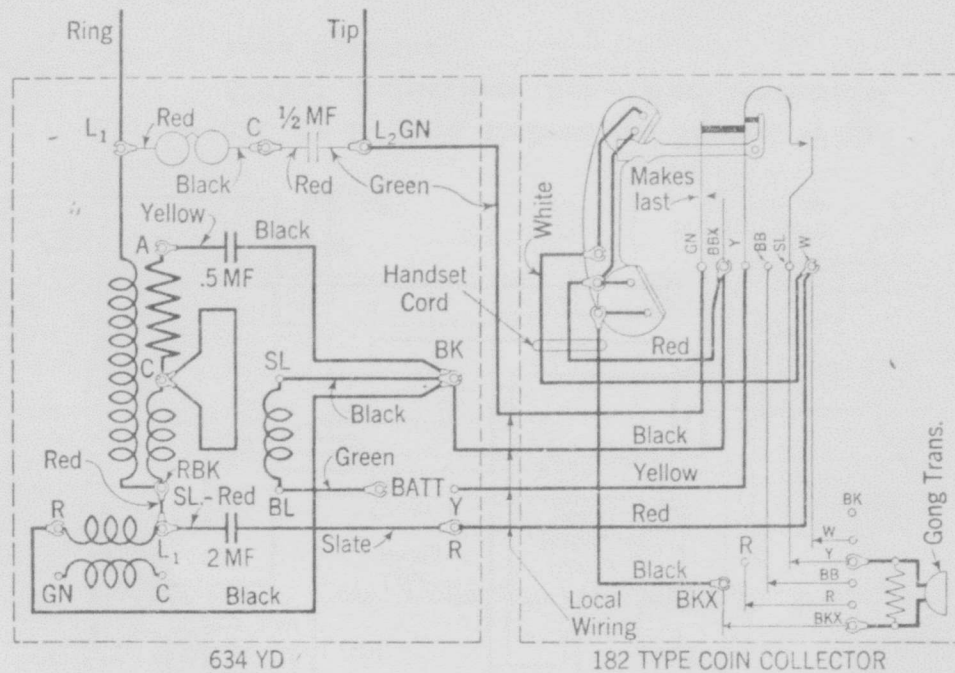 Ring
Tip
L1
Red
C
½ MF
L2 GN
Black
Red
Green
Yellow
A
Black
.5 MF
C
SL
BK
Black
Red
RBK
SL.-Red
Green
BL
BATT
Y
R
L1
2 MF
Slate
R
GN
C
Black
634 YD
Makes
last
White
GN
BBX
Y
BB
SL
W
Handset
Cord
Red
Black
Yellow
Red
Black
BKX
R
Local
Wiring
BK
W
Y
BB
R
BKX
Gong Trans.
182 TYPE COIN COLLECTOR